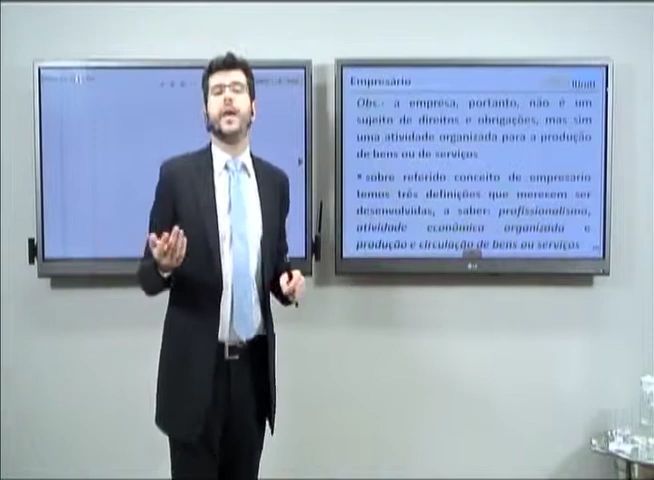 Empresário
Obs.: a empresa, portanto, não é um
sujeito de direitos e obrigações, mas sim
uma atividade organizada para a produção
de bens ou de serviços.
* sobre referido conceito de empresário
temos três definições que merecem ser
desenvolvidas, a saber: profissionalismo,
atividade econômica organizada e
produção e circulação de bens ou serviços
LG